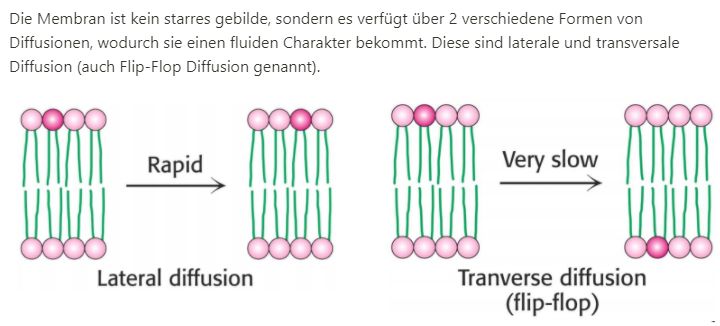 Die Membran ist kein starres gebilde, sondern es verfügt über 2 verschiedene Formen von
Diffusionen, wodurch sie einen fluiden Charakter bekommt. Diese sind laterale und transversale
Diffusion (auch Flip-Flop Diffusion genannt).
Rapid
Lateral diffusion
Very slow
Tranverse diffusion
(flip-flop)